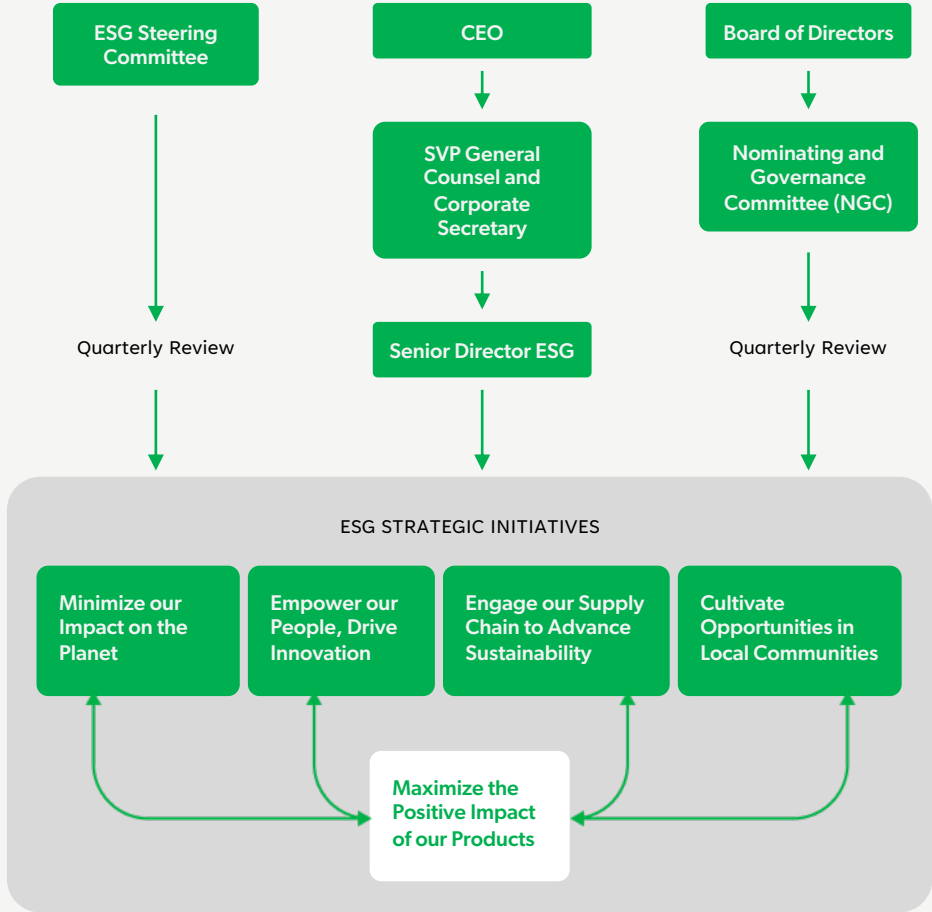 ESG Steering
Committee
CEO
Board of Directors
SVP General
Counsel and
Corporate
Secretary
Nominating and
Governance
Committee (NGC)
Quarterly Review
Senior Director ESG
Quarterly Review
ESG STRATEGIC INITIATIVES
Minimize our
Impact on the
Planet
Empower our
People, Drive
Innovation
Engage our Supply
Chain to Advance
Sustainability
Cultivate
Opportunities in
Local Communities
Maximize the
Positive Impact
of our Products